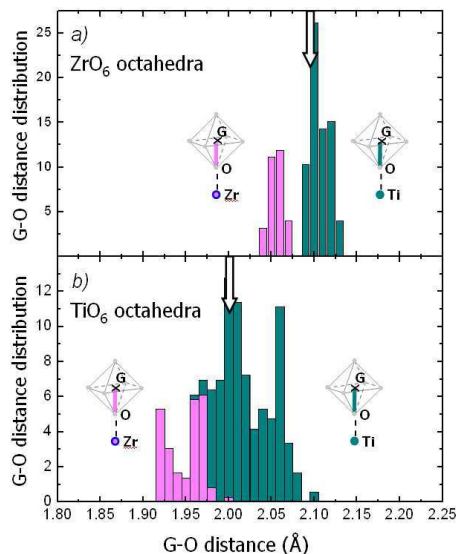 a)
ZrO6 octahedra
G-O distance distribution
25
20
15
10
5
G
O
Zr
G
O
Ti
b)
TiO6 octahedra
G-O distance distribution
12
10
8
6
4
2
0
G
O
Zr
G
O
Ti
1.80 1.85 1.90 1.95 2.00 2.05 2.10 2.15 2.20 2.25
G-O distance (Å)